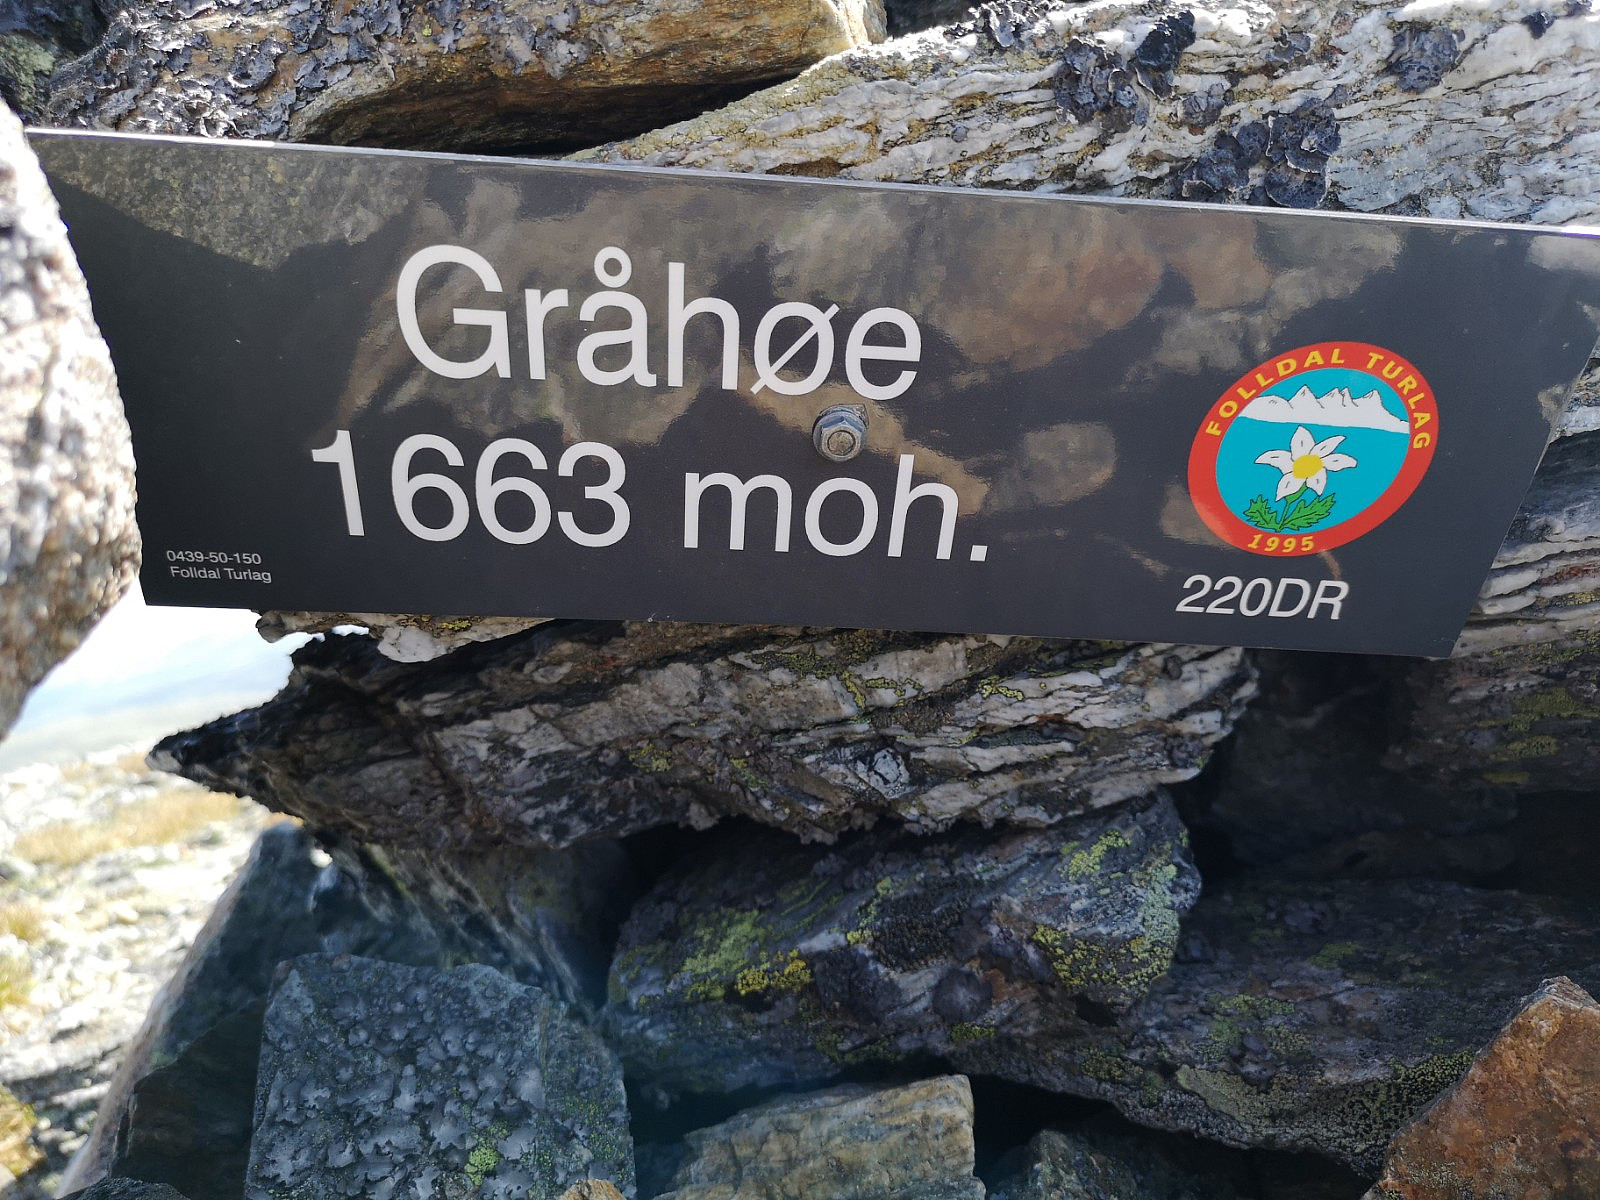 Gråhøe
1663 moh.
0439-50-150
Folldal Turlag
FOLLDAL TURLAG
1995
220DR